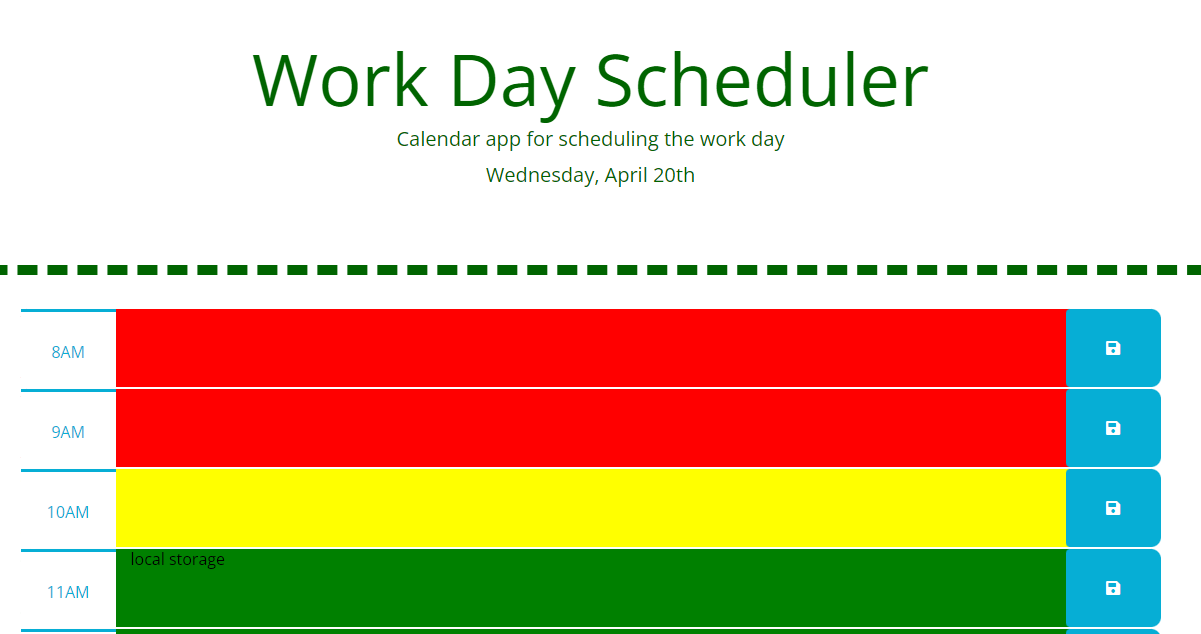 Work Day Scheduler
Calendar app for scheduling the work day
Wednesday, April 20th
8AM
9AM
10AM
local storage
11AM